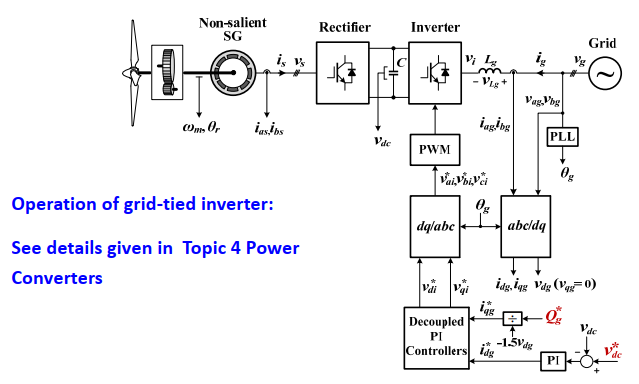 Non-salient
SG
Rectifier
Inverter
Grid
i_s
v_s
C
v_i
L_g
i_g
v_g
- v_Lg +
ω_m, θ_r
i_as, i_bs
v_dc
i_ag, i_bg
v_ag, v_bg
PLL
θ_g
PWM
v*_ai, v*_bi, v*_ci
dq/abc
θ_g
abc/dq
Operation of grid-tied inverter:
See details given in Topic 4 Power
Converters
v*_di
v*_qi
i_dg, i_qg
v_dg (v_qg = 0)
Decoupled
PI
Controllers
i*_qg
÷
Q*_g
-1.5v_dg
i*_dg
PI
v_dc
-
+
v*_dc